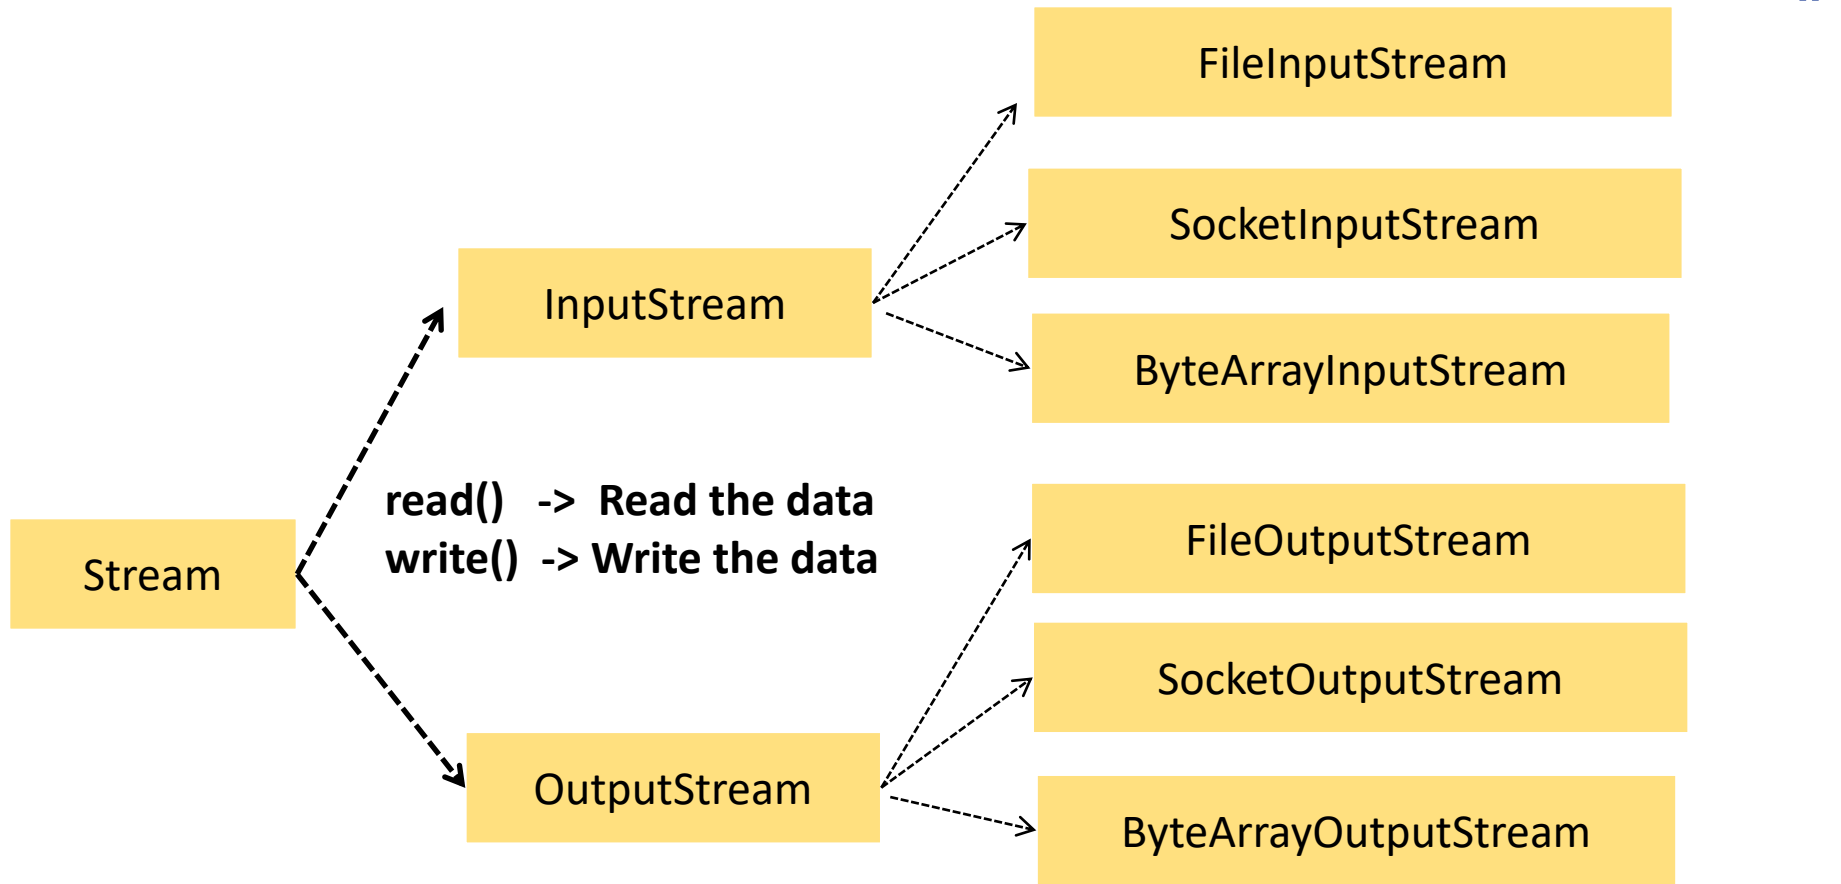 FileInputStream
SocketInputStream
InputStream
ByteArrayInputStream
read()   ->  Read the data
write()  -> Write the data
Stream
FileOutputStream
SocketOutputStream
OutputStream
ByteArrayOutputStream